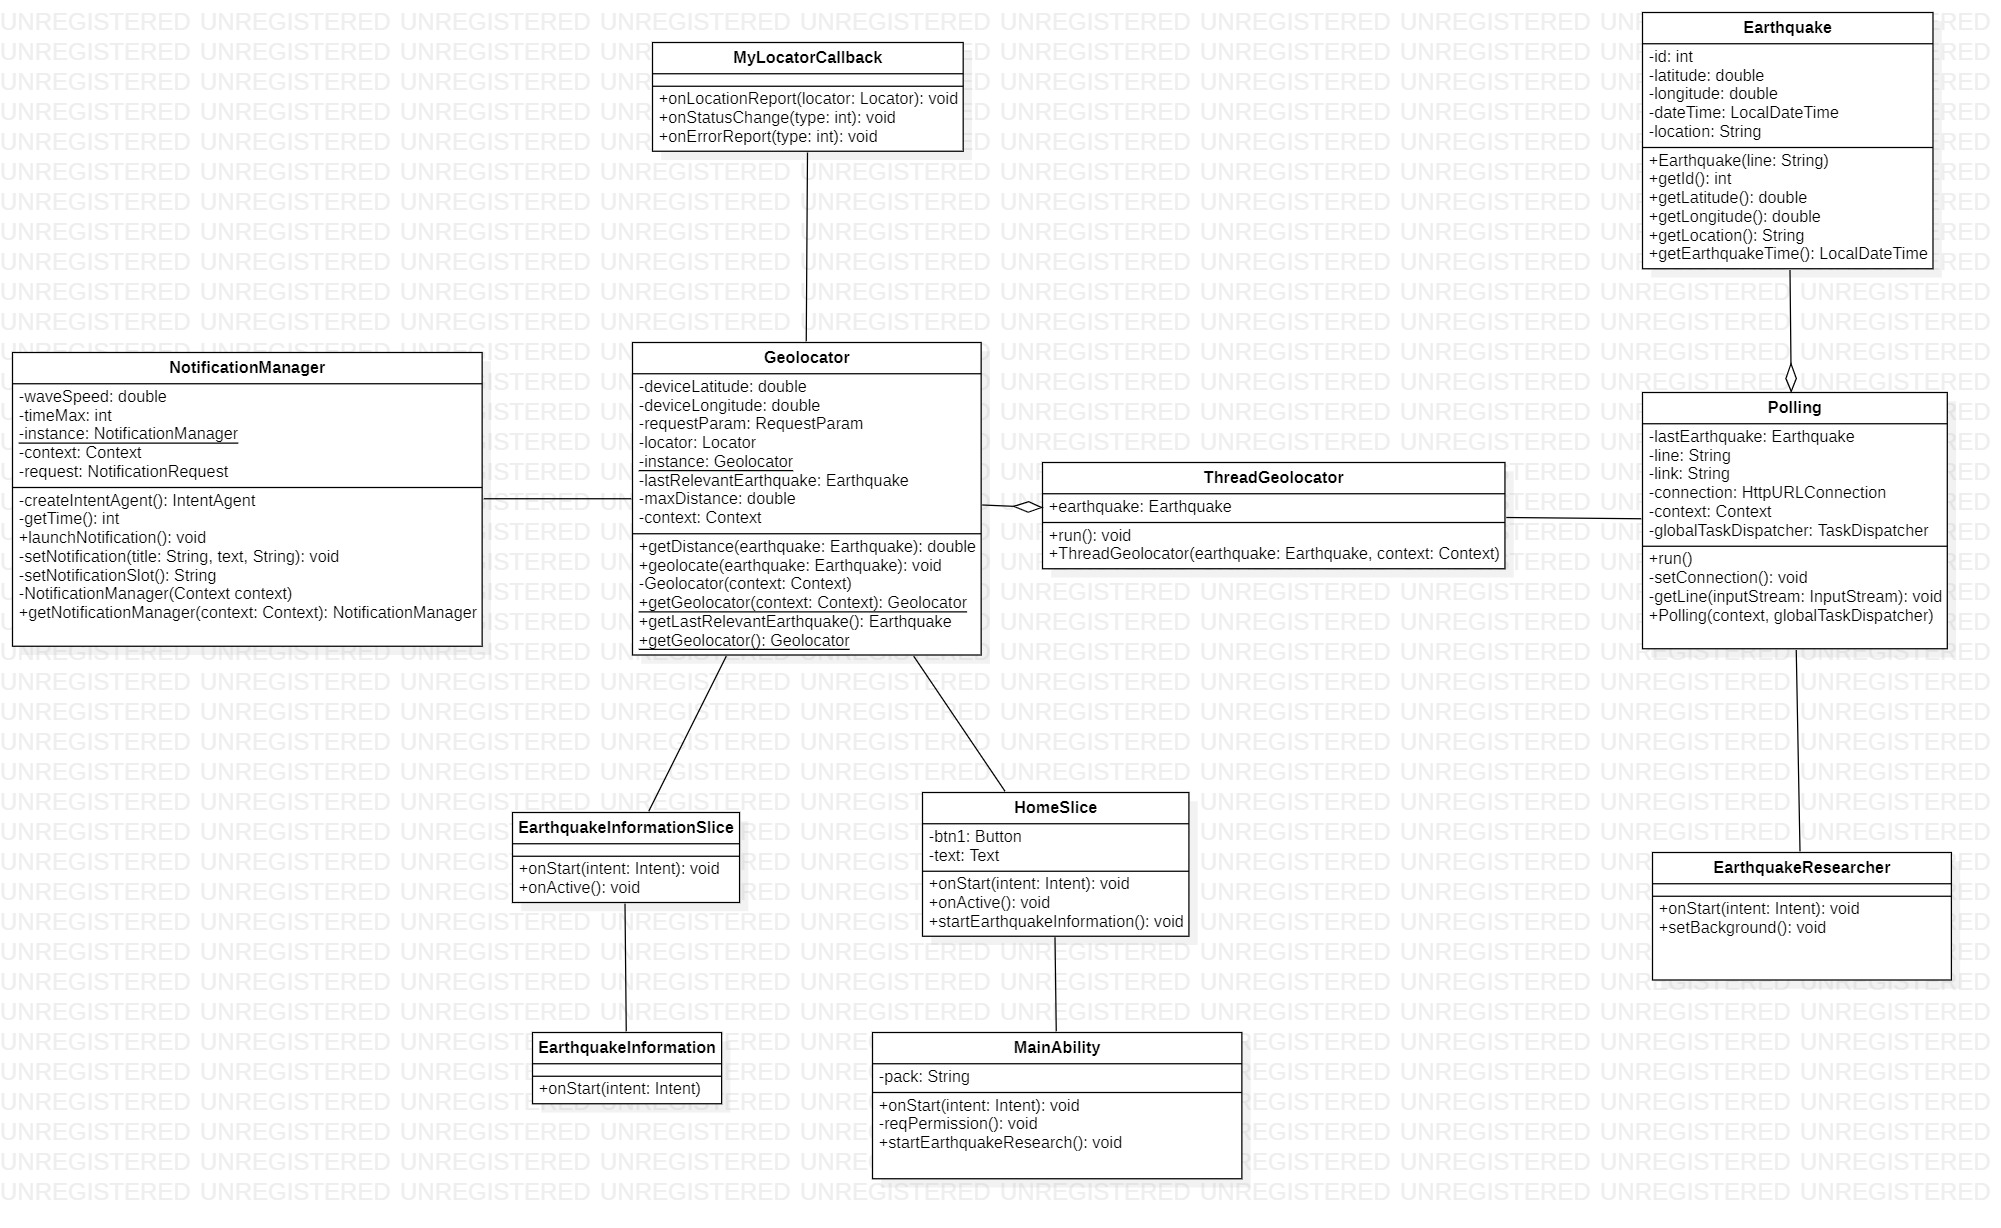 MyLocatorCallback
+onLocationReport(locator: Locator): void
+onStatusChange(type: int): void
+onErrorReport(type: int): void
Earthquake
-id: int
-latitude: double
-longitude: double
-dateTime: LocalDateTime
-location: String
+Earthquake(line: String)
+getId(): int
+getLatitude(): double
+getLongitude(): double
+getLocation(): String
+getEarthquakeTime(): LocalDateTime
NotificationManager
-waveSpeed: double
-timeMax: int
-instance: NotificationManager
-context: Context
-request: NotificationRequest
-createIntentAgent(): IntentAgent
-getTime(): int
+launchNotification(): void
-setNotification(title: String, text, String): void
-setNotificationSlot(): String
-NotificationManager(Context context)
+getNotificationManager(context: Context): NotificationManager
Geolocator
-deviceLatitude: double
-deviceLongitude: double
-requestParam: RequestParam
-locator: Locator
-instance: Geolocator
-lastRelevantEarthquake: Earthquake
-maxDistance: double
-context: Context
+getDistance(earthquake: Earthquake): double
+geolocate(earthquake: Earthquake): void
-Geolocator(context: Context)
+getGeolocator(context: Context): Geolocator
+getLastRelevantEarthquake(): Earthquake
+getGeolocator(): Geolocator
ThreadGeolocator
+earthquake: Earthquake
+run(): void
+ThreadGeolocator(earthquake: Earthquake, context: Context)
Polling
-lastEarthquake: Earthquake
-line: String
-link: String
-connection: HttpURLConnection
-context: Context
-globalTaskDispatcher: TaskDispatcher
+run()
-setConnection(): void
-getLine(inputStream: InputStream): void
+Polling(context, globalTaskDispatcher)
EarthquakeInformationSlice
+onStart(intent: Intent): void
+onActive(): void
HomeSlice
-btn1: Button
-text: Text
+onStart(intent: Intent): void
+onActive(): void
+startEarthquakeInformation(): void
EarthquakeResearcher
+onStart(intent: Intent): void
+setBackground(): void
EarthquakeInformation
+onStart(intent: Intent)
MainAbility
-pack: String
+onStart(intent: Intent): void
-reqPermission(): void
+startEarthquakeResearch(): void
UNREGISTERED